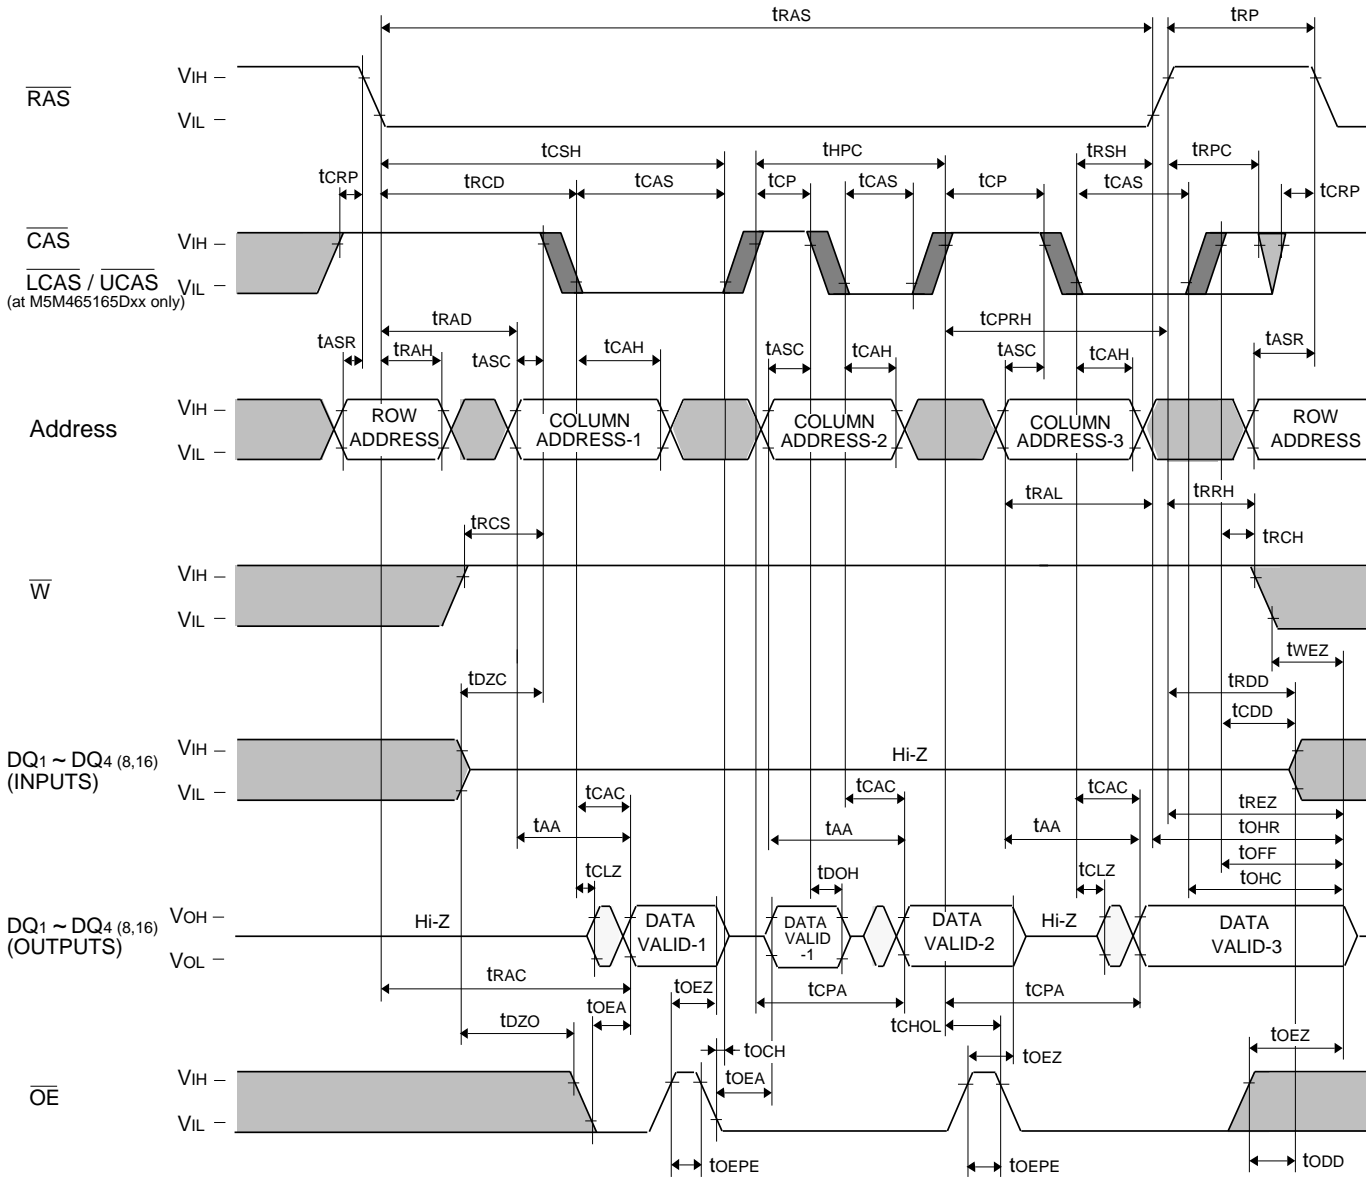 tRAS tRP
RAS VIH
VIL
tCSH tHPC tRSH tRPC
tCRP tRCD tCAS tCP tCAS tCP tCAS tCRP
CAS VIH
LCAS / UCAS VIL
(at M5M465165Dxx only)
tRAD tCPRH
tASR tRAH tASC tCAH tASC tCAH tASC tCAH tASR
Address VIH
VIL
ROW ADDRESS
COLUMN ADDRESS-1
COLUMN ADDRESS-2
COLUMN ADDRESS-3
ROW ADDRESS
tRAL tRRH
tRCS tRCH
W VIH
VIL
tWEZ
tDZC tRDD
tCDD
DQ1 ~ DQ4 (8,16) VIH Hi-Z
(INPUTS) VIL
tCAC tCAC tCAC tREZ
tAA tAA tAA tOHR
tOFF
tCLZ tDOH tCLZ tOHC
DQ1 ~ DQ4 (8,16) VOH
(OUTPUTS) VOL
Hi-Z
DATA VALID-1
DATA VALID -1
DATA VALID-2
Hi-Z
DATA VALID-3
tRAC tOEZ tCPA tCPA
tOEA tCHOL
tDZO tOCH tOEZ tOEZ
tOEA
OE VIH
VIL
tOEPE tOEPE tODD